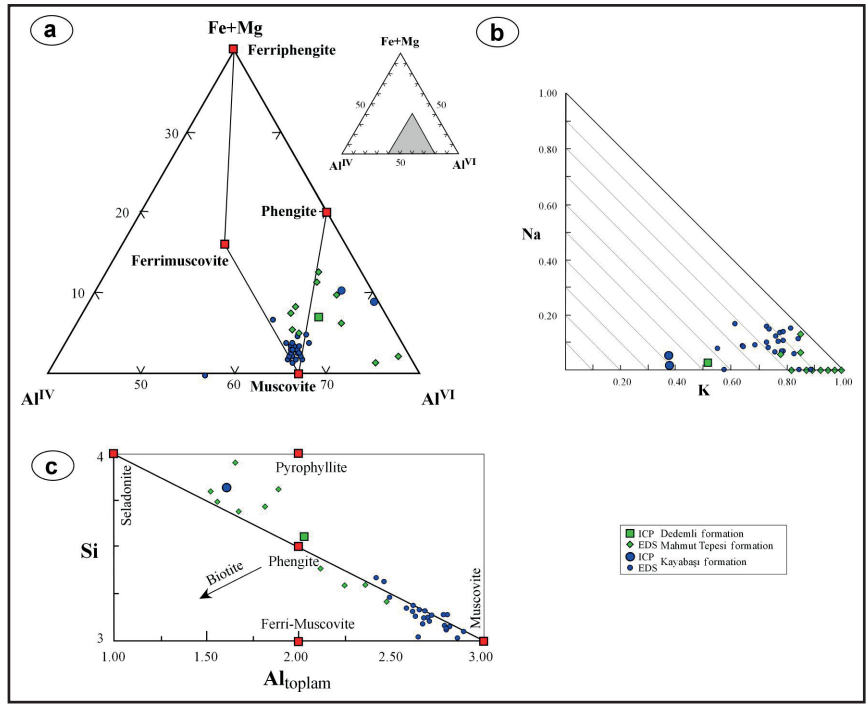 a
Fe+Mg
Ferriphengite
30
20
Phengite
Ferrimuscovite
10
50
60
70
Muscovite
Al^IV
Al^VI
Fe+Mg
50
50
Al^IV
50
Al^VI
b
1.00
0.80
0.60
Na
0.40
0.20
0.20
0.40
0.60
0.80
1.00
K
c
4
Si
3
Seladonite
Pyrophyllite
Phengite
Biotite
Ferri-Muscovite
Muscovite
1.00
1.50
2.00
2.50
3.00
Al_toplam
ICP Dedemli formation
EDS Mahmut Tepesi formation
ICP Kayabaşı formation
EDS